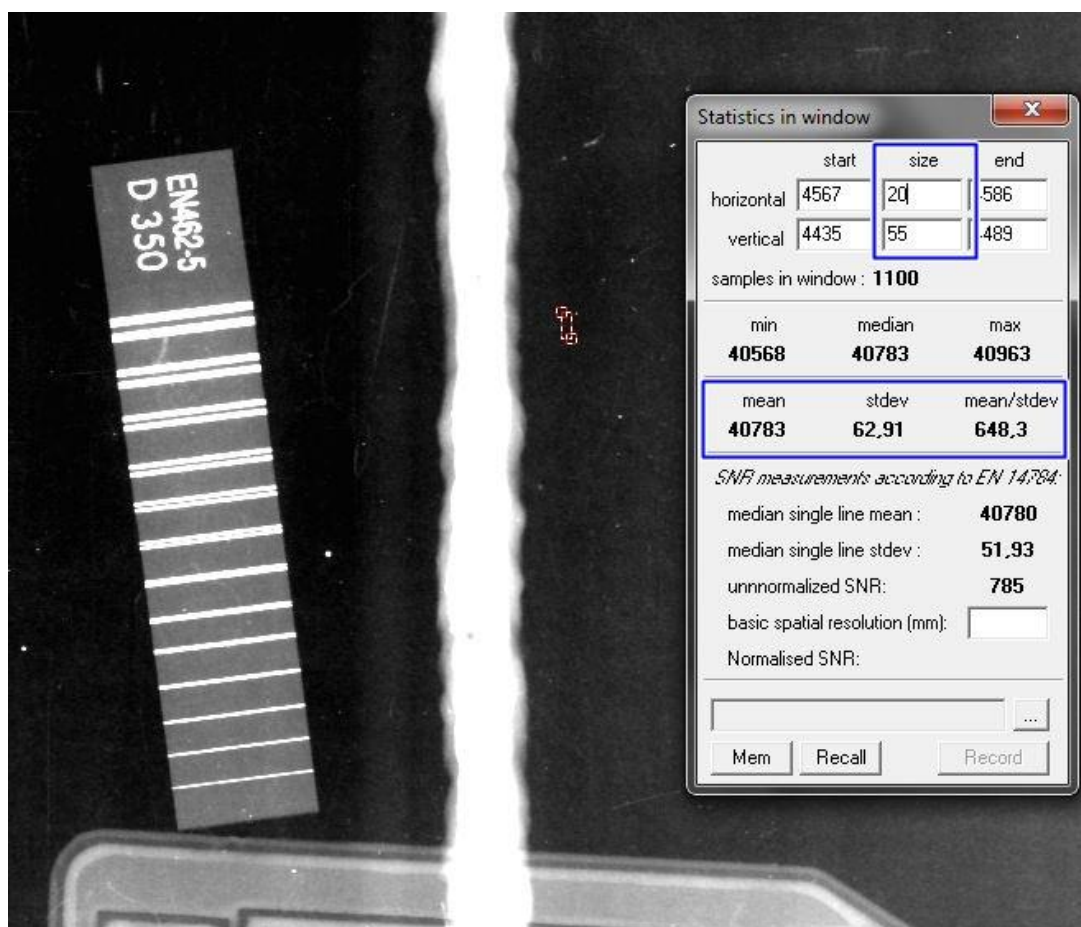 EN462-5
D 350
Statistics in window
start size end
horizontal 4567 20 586
vertical 4435 55 489
samples in window : 1100
min median max
40568 40783 40963
mean stdev mean/stdev
40783 62,91 648,3
SNR measurements according to EN 14784:
median single line mean : 40780
median single line stdev : 51,93
unnnormalized SNR: 785
basic spatial resolution (mm):
Normalised SNR:
...
Mem Recall Record